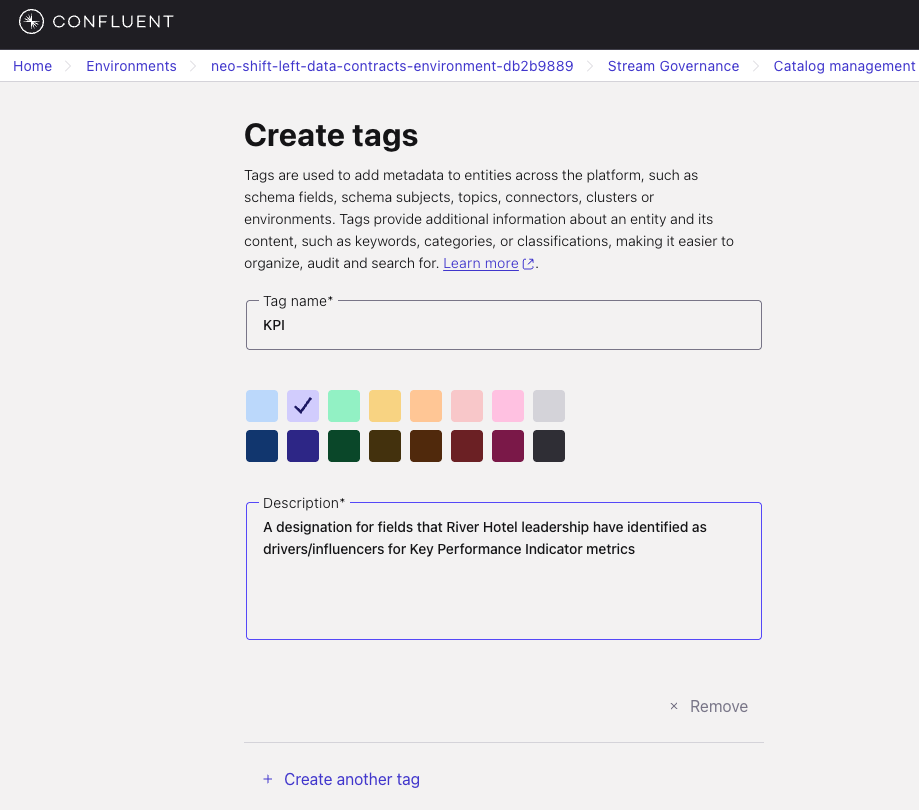 CONFLUENT
Home > Environments > neo-shift-left-data-contracts-environment-db2b9889 > Stream Governance > Catalog management
Create tags
Tags are used to add metadata to entities across the platform, such as
schema fields, schema subjects, topics, connectors, clusters or
environments. Tags provide additional information about an entity and its
content, such as keywords, categories, or classifications, making it easier to
organize, audit and search for. Learn more.
Tag name*
KPI
Description*
A designation for fields that River Hotel leadership have identified as
drivers/influencers for Key Performance Indicator metrics
× Remove
+ Create another tag